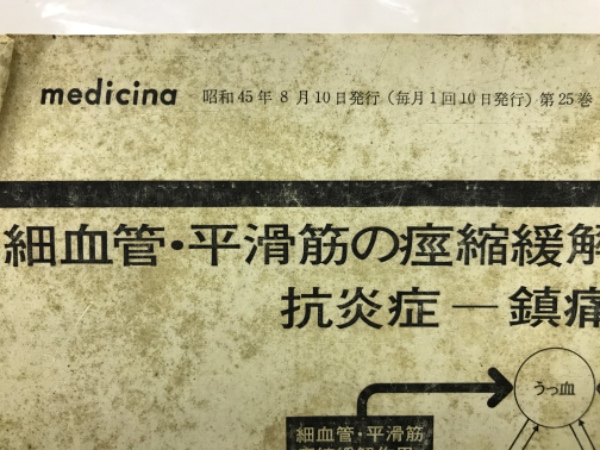 medicina 昭和45年 8月10日発行(毎月1回10日発行)第25巻
細血管・平滑筋の痙縮緩解
抗炎症—鎮痛
うっ血
細血管・平滑筋